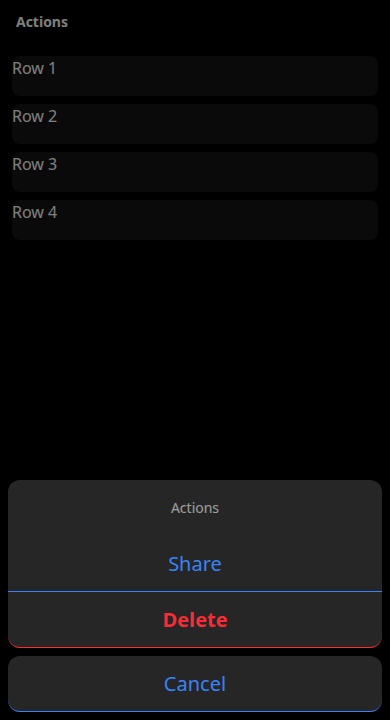 Actions
Row 1
Row 2
Row 3
Row 4
Actions
Share
Delete
Cancel